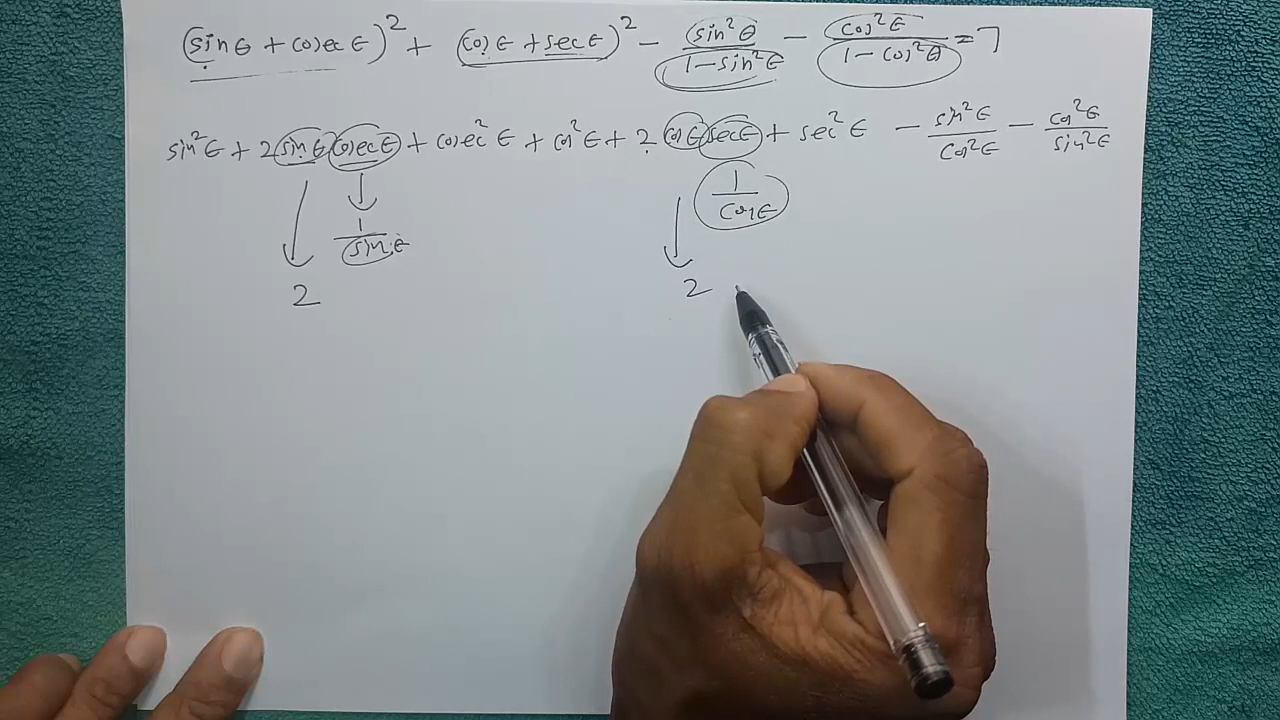 (sinθ + cosecθ)² + (cosθ + secθ)² − sin²θ/1−sin²θ − cos²θ/1−cos²θ = 7
sin²θ + 2 sinθ cosecθ + cosec²θ + cos²θ + 2 cosθ secθ + sec²θ − sin²θ/cos²θ − cos²θ/sin²θ
1/sinθ 1/cosθ
2 2